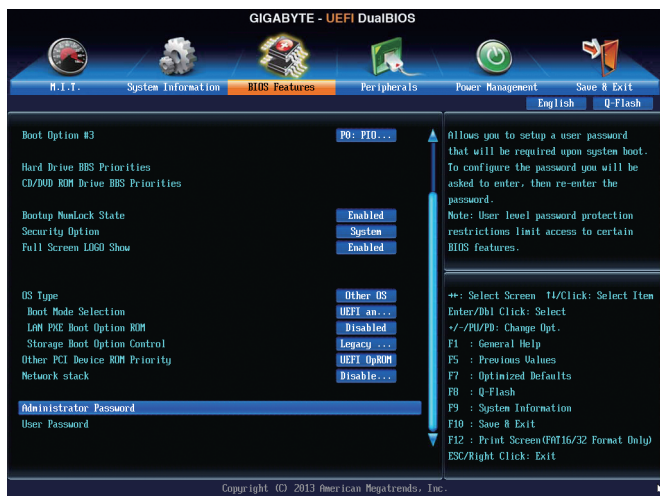 GIGABYTE - UEFI DualBIOS
M.I.T.
System Information
BIOS Features
Peripherals
Power Management
Save & Exit
English
Q-Flash
Boot Option #3 P0: PIO...
Hard Drive BBS Priorities
CD/DVD ROM Drive BBS Priorities
Bootup NumLock State Enabled
Security Option System
Full Screen LOGO Show Enabled
OS Type Other OS
Boot Mode Selection UEFI an...
LAN PXE Boot Option ROM Disabled
Storage Boot Option Control Legacy ...
Other PCI Device ROM Priority UEFI OpROM
Network stack Disable...
Administrator Password
User Password
Allows you to setup a user password
that will be required upon system boot.
To configure the password you will be
asked to enter, then re-enter the
password.
Note: User level password protection
restrictions limit access to certain
BIOS features.
→←: Select Screen ↑↓/Click: Select Item
Enter/Dbl Click: Select
+/-/PU/PD: Change Opt.
F1 : General Help
F5 : Previous Values
F7 : Optimized Defaults
F8 : Q-Flash
F9 : System Information
F10 : Save & Exit
F12 : Print Screen(FAT16/32 Format Only)
ESC/Right Click: Exit
Copyright (C) 2013 American Megatrends, Inc.